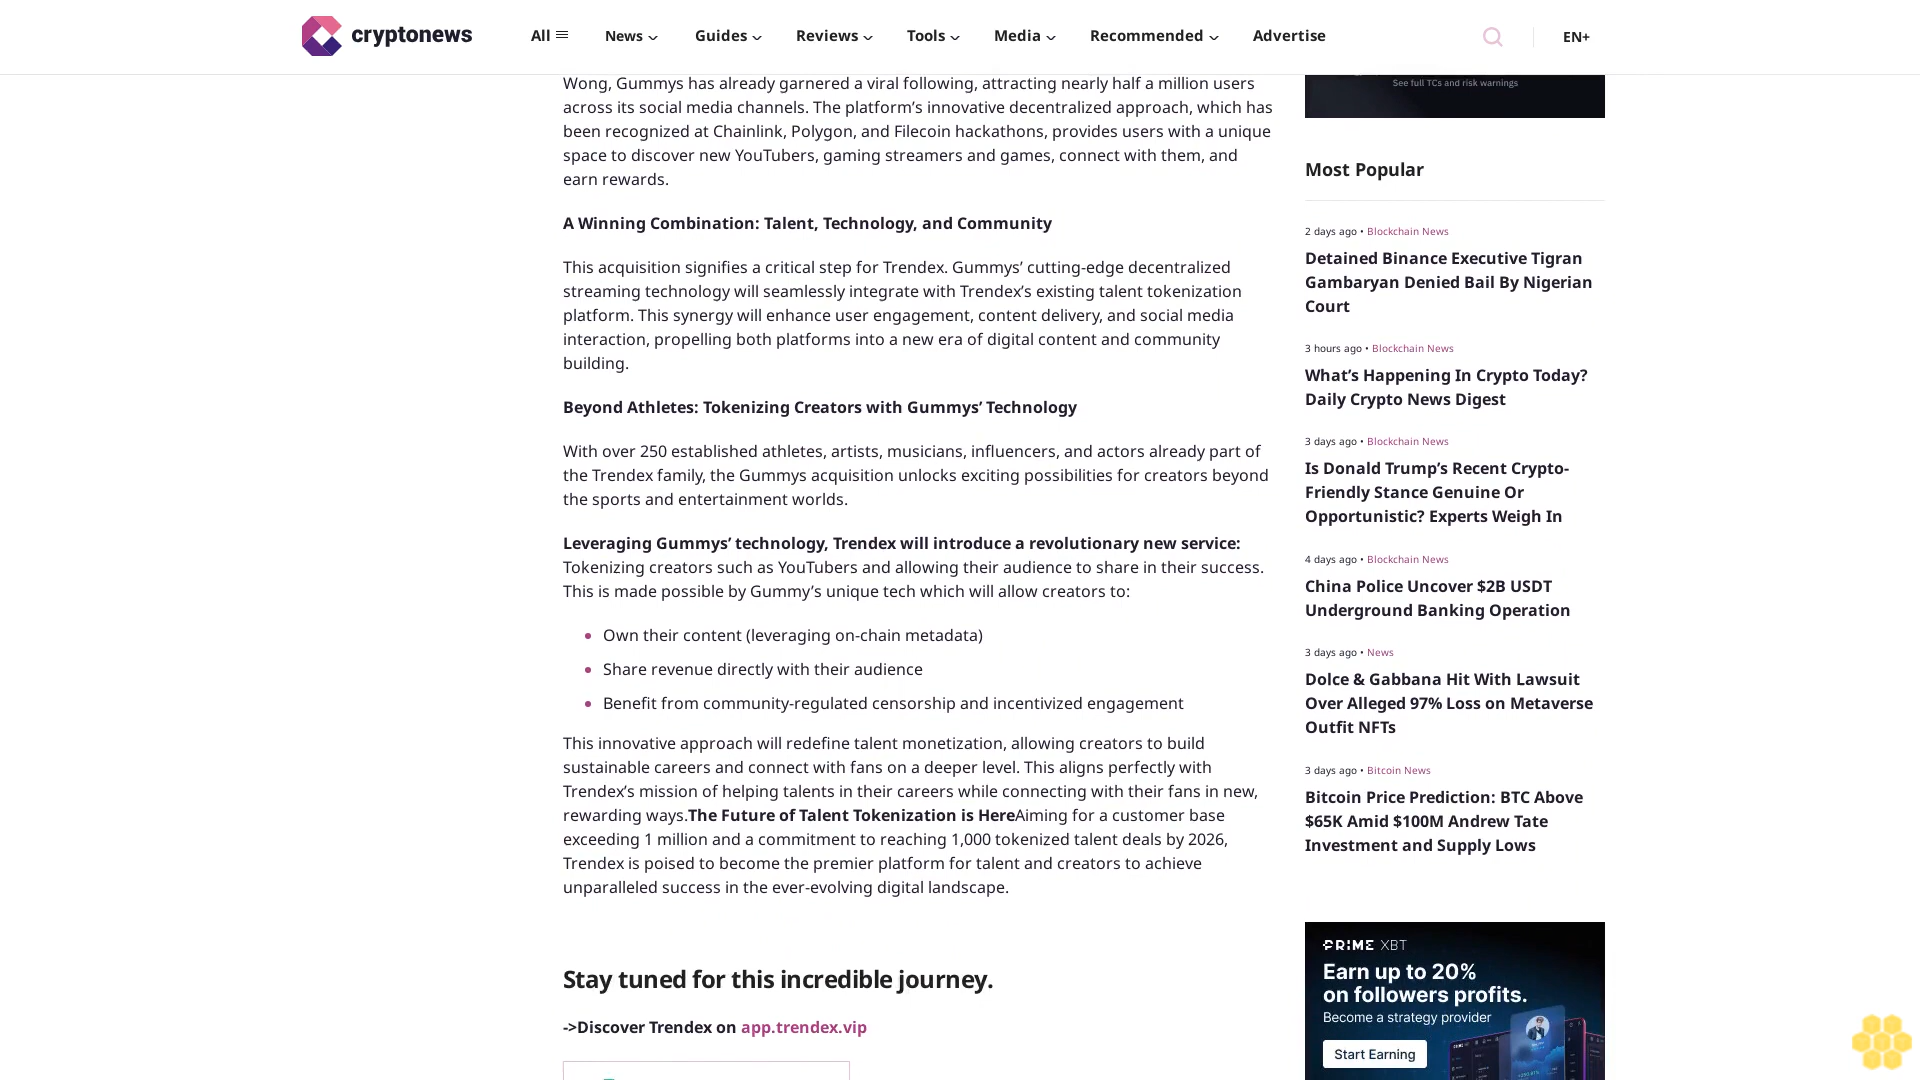 cryptonews
All
News
Guides
Reviews
Tools
Media
Recommended
Advertise
EN+
Wong, Gummys has already garnered a viral following, attracting nearly half a million users
across its social media channels. The platform’s innovative decentralized approach, which has
been recognized at Chainlink, Polygon, and Filecoin hackathons, provides users with a unique
space to discover new YouTubers, gaming streamers and games, connect with them, and
earn rewards.
A Winning Combination: Talent, Technology, and Community
This acquisition signifies a critical step for Trendex. Gummys’ cutting-edge decentralized
streaming technology will seamlessly integrate with Trendex’s existing talent tokenization
platform. This synergy will enhance user engagement, content delivery, and social media
interaction, propelling both platforms into a new era of digital content and community
building.
Beyond Athletes: Tokenizing Creators with Gummys’ Technology
With over 250 established athletes, artists, musicians, influencers, and actors already part of
the Trendex family, the Gummys acquisition unlocks exciting possibilities for creators beyond
the sports and entertainment worlds.
Leveraging Gummys’ technology, Trendex will introduce a revolutionary new service:
Tokenizing creators such as YouTubers and allowing their audience to share in their success.
This is made possible by Gummy’s unique tech which will allow creators to:
Own their content (leveraging on-chain metadata)
Share revenue directly with their audience
Benefit from community-regulated censorship and incentivized engagement
This innovative approach will redefine talent monetization, allowing creators to build
sustainable careers and connect with fans on a deeper level. This aligns perfectly with
Trendex’s mission of helping talents in their careers while connecting with their fans in new,
rewarding ways.The Future of Talent Tokenization is HereAiming for a customer base
exceeding 1 million and a commitment to reaching 1,000 tokenized talent deals by 2026,
Trendex is poised to become the premier platform for talent and creators to achieve
unparalleled success in the ever-evolving digital landscape.
Stay tuned for this incredible journey.
->Discover Trendex on app.trendex.vip
See full TCs and risk warnings
Most Popular
2 days ago • Blockchain News
Detained Binance Executive Tigran
Gambaryan Denied Bail By Nigerian
Court
3 hours ago • Blockchain News
What’s Happening In Crypto Today?
Daily Crypto News Digest
3 days ago • Blockchain News
Is Donald Trump’s Recent Crypto-
Friendly Stance Genuine Or
Opportunistic? Experts Weigh In
4 days ago • Blockchain News
China Police Uncover $2B USDT
Underground Banking Operation
3 days ago • News
Dolce & Gabbana Hit With Lawsuit
Over Alleged 97% Loss on Metaverse
Outfit NFTs
3 days ago • Bitcoin News
Bitcoin Price Prediction: BTC Above
$65K Amid $100M Andrew Tate
Investment and Supply Lows
PRIME XBT
Earn up to 20%
on followers profits.
Become a strategy provider
Start Earning